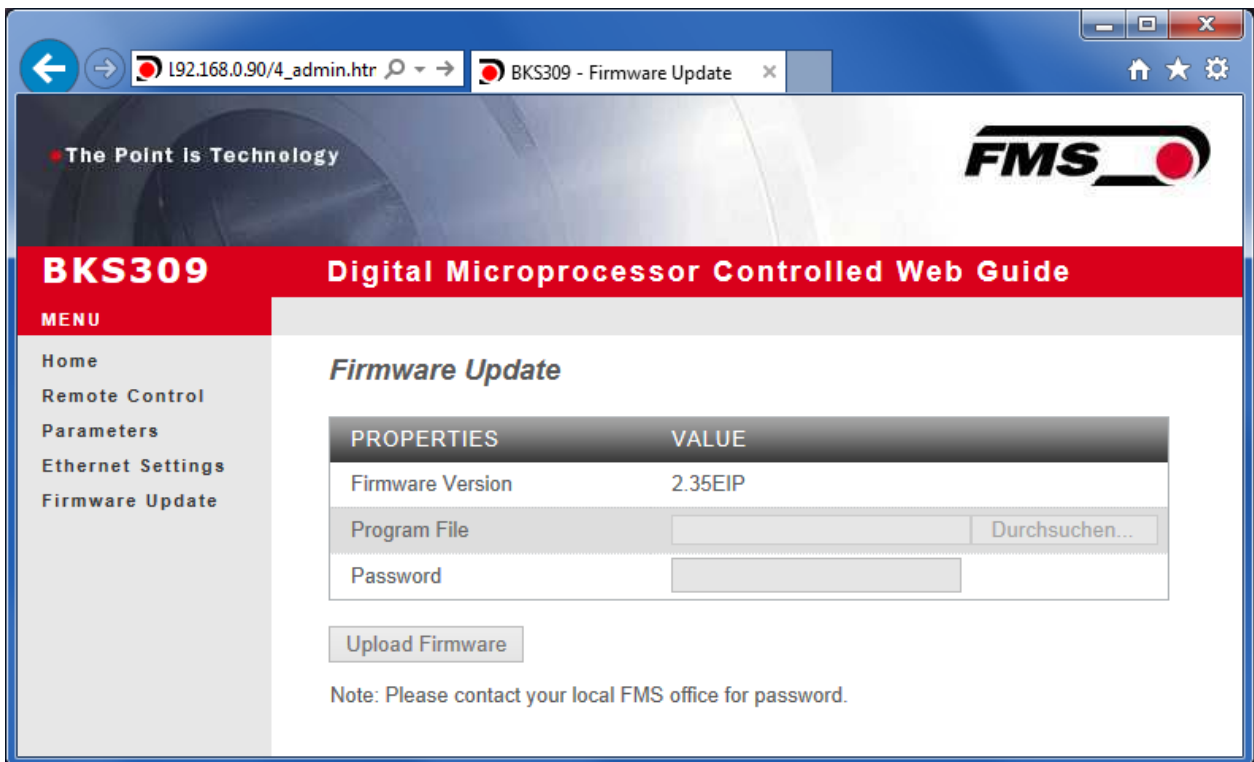 192.168.0.90/4_admin.htr
BKS309 - Firmware Update
The Point is Technology
FMS
BKS309
Digital Microprocessor Controlled Web Guide
MENU
Home
Remote Control
Parameters
Ethernet Settings
Firmware Update
Firmware Update
PROPERTIES VALUE
Firmware Version 2.35EIP
Program File Durchsuchen...
Password
Upload Firmware
Note: Please contact your local FMS office for password.